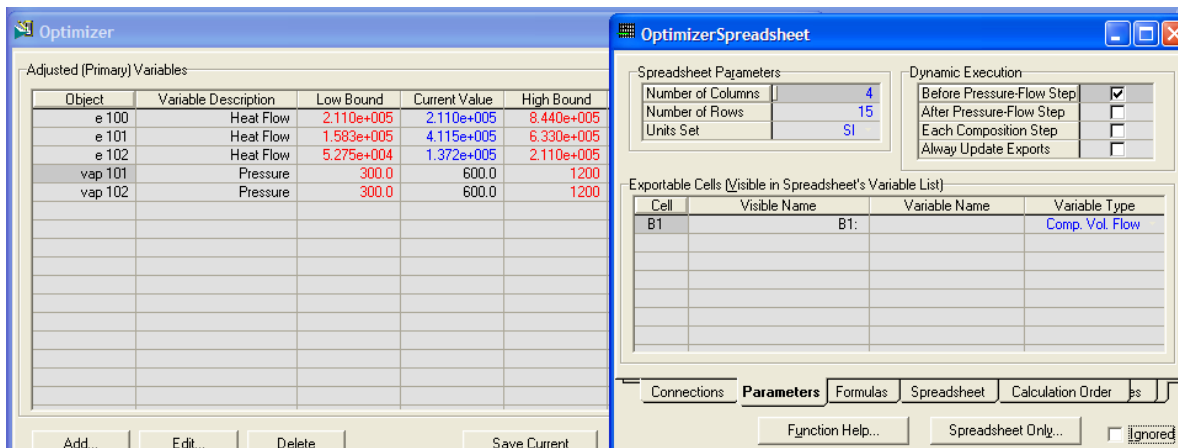 Optimizer
Adjusted (Primary) Variables
Object Variable Description Low Bound Current Value High Bound
e 100 Heat Flow 2.110e+005 2.110e+005 8.440e+005
e 101 Heat Flow 1.583e+005 4.115e+005 6.330e+005
e 102 Heat Flow 5.275e+004 1.372e+005 2.110e+005
vap 101 Pressure 300.0 600.0 1200
vap 102 Pressure 300.0 600.0 1200
Add... Edit... Delete Save Current
OptimizerSpreadsheet
Spreadsheet Parameters
Number of Columns 4
Number of Rows 15
Units Set SI
Dynamic Execution
Before Pressure-Flow Step
After Pressure-Flow Step
Each Composition Step
Alway Update Exports
Exportable Cells (Visible in Spreadsheet's Variable List)
Cell Visible Name Variable Name Variable Type
B1 B1: Comp. Vol. Flow
Connections Parameters Formulas Spreadsheet Calculation Order es
Function Help... Spreadsheet Only... Ignored